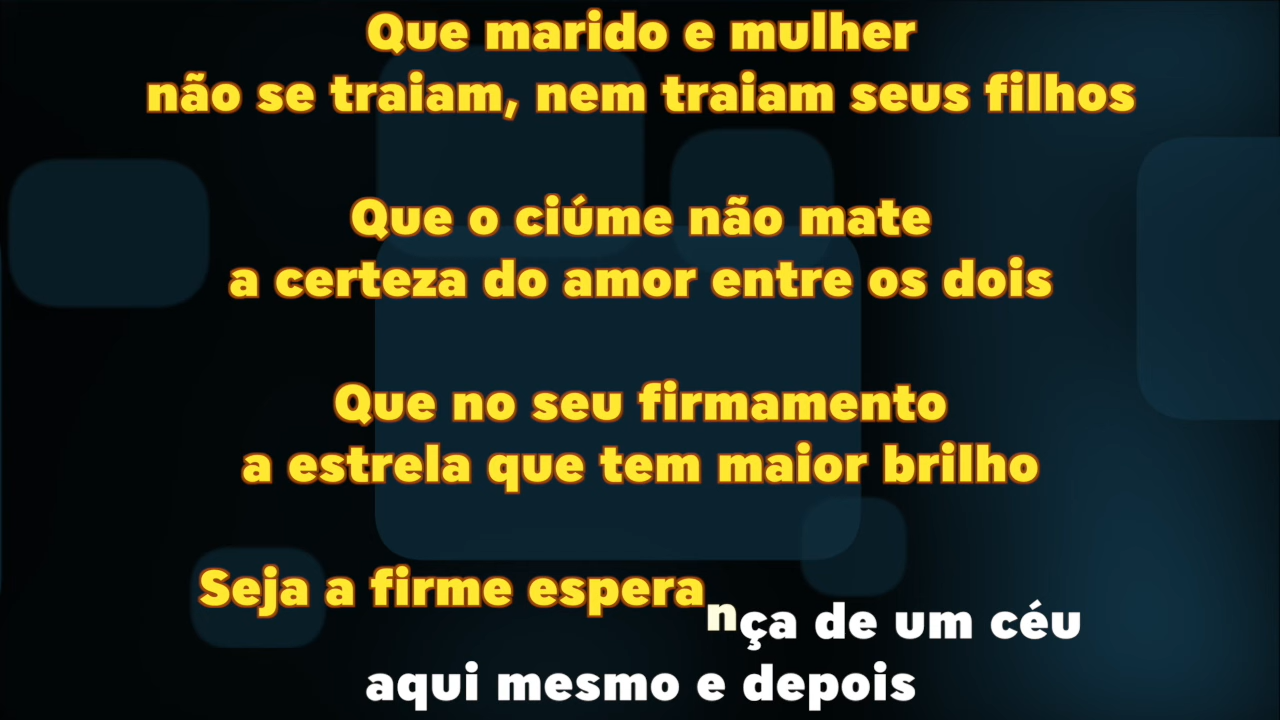 Que marido e mulher
não se traiam, nem traiam seus filhos
Que o ciúme não mate
a certeza do amor entre os dois
Que no seu firmamento
a estrela que tem maior brilho
Seja a firme esperança de um céu
aqui mesmo e depois